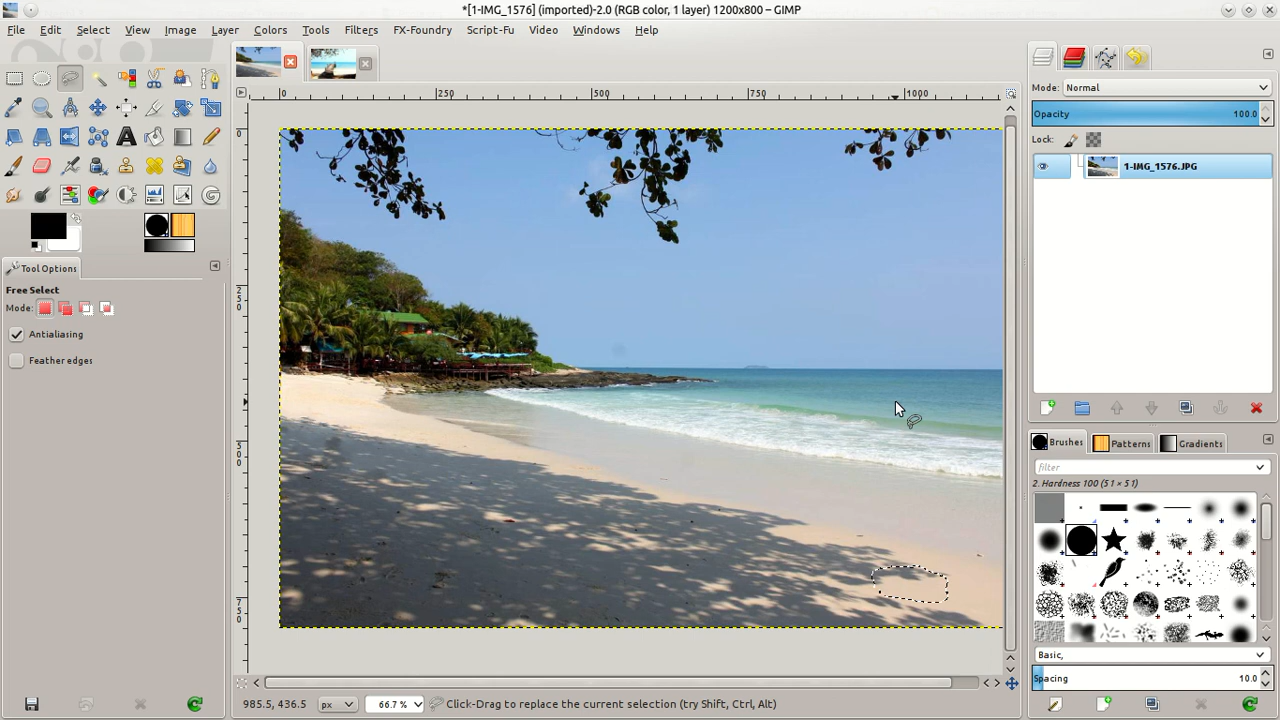 *[1-IMG_1576] (imported)-2.0 (RGB color, 1 layer) 1200x800 – GIMP
File Edit Select View Image Layer Colors Tools Filters FX-Foundry Script-Fu Video Windows Help
Mode: Normal
Opacity 100.0
Lock:
1-IMG_1576.JPG
0 250 500 750 1000
0
250
500
750
Tool Options
Free Select
Mode:
Antialiasing
Feather edges
Brushes Patterns Gradients
filter
2. Hardness 100 (51 × 51)
Basic,
Spacing 10.0
985.5, 436.5 px 66.7 % Click-Drag to replace the current selection (try Shift, Ctrl, Alt)